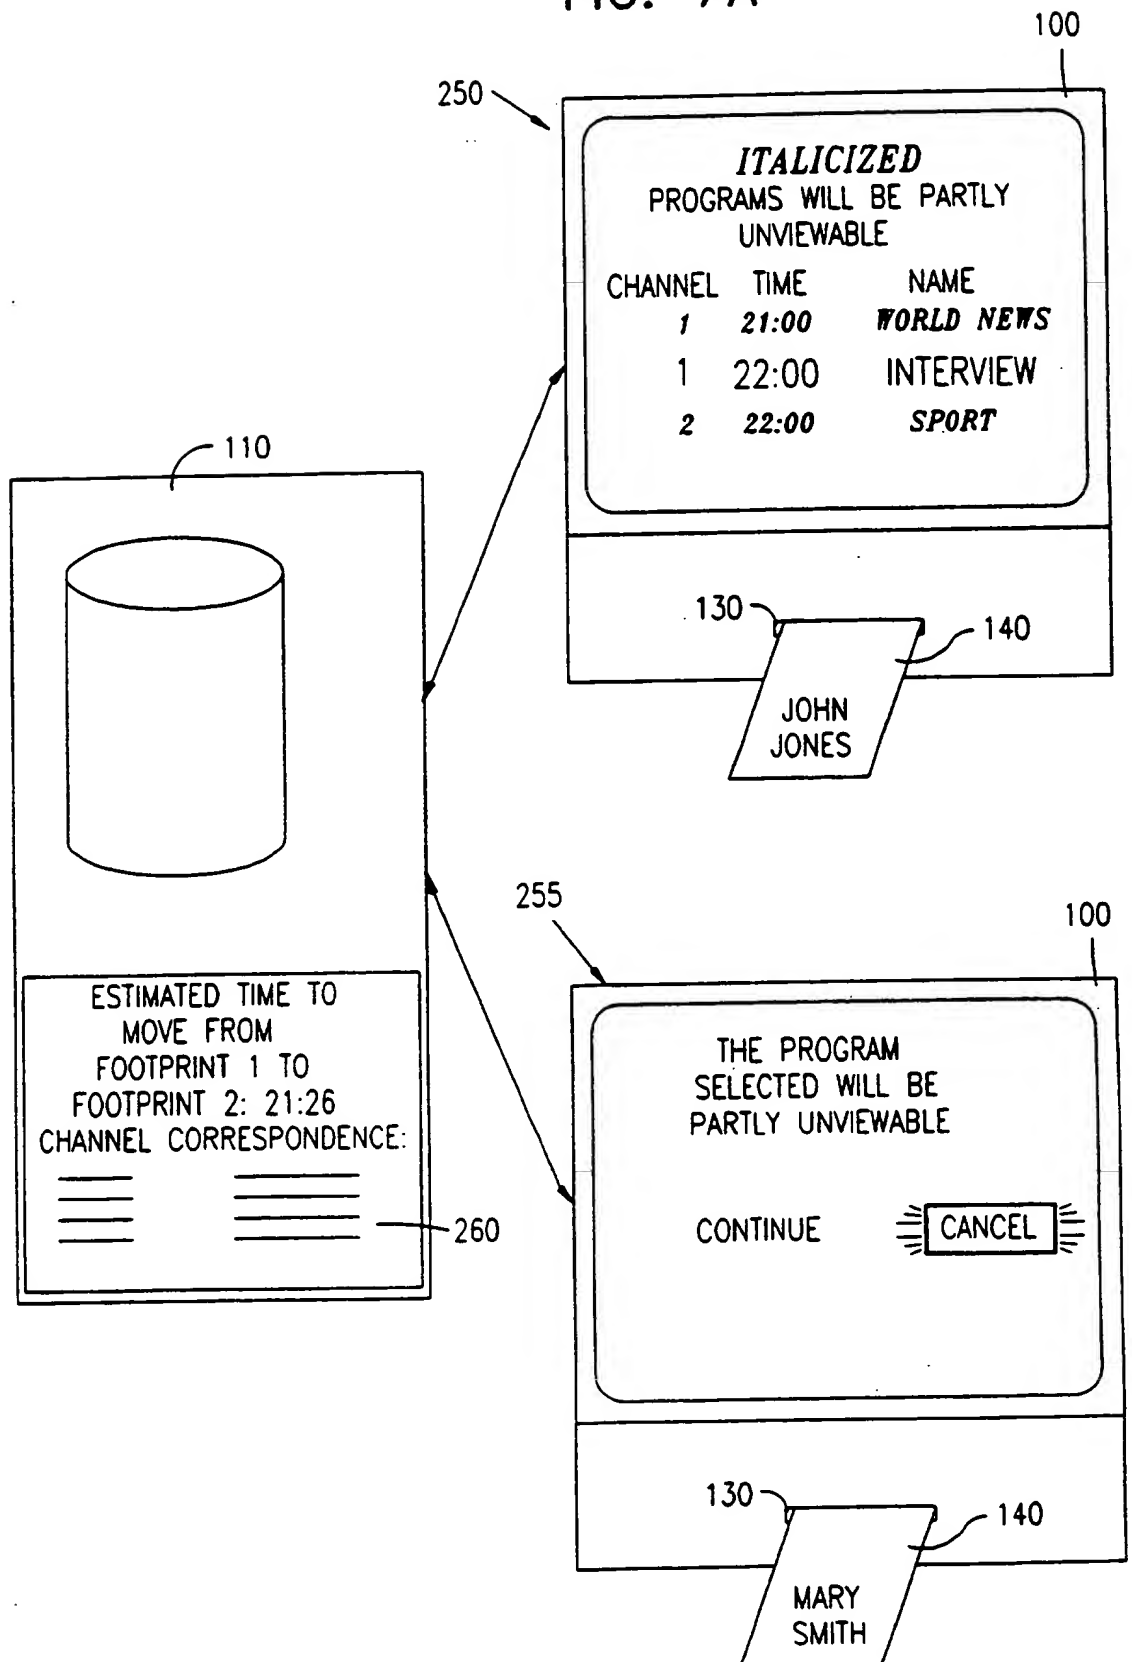 FIG. 7A
100
250
ITALICIZED
PROGRAMS WILL BE PARTLY
UNVIEWABLE
CHANNEL TIME NAME
1 21:00 WORLD NEWS
1 22:00 INTERVIEW
2 22:00 SPORT
110
130
140
JOHN
JONES
255
100
ESTIMATED TIME TO
MOVE FROM
FOOTPRINT 1 TO
FOOTPRINT 2: 21:26
CHANNEL CORRESPONDENCE:
260
THE PROGRAM
SELECTED WILL BE
PARTLY UNVIEWABLE
CONTINUE CANCEL
130
140
MARY
SMITH